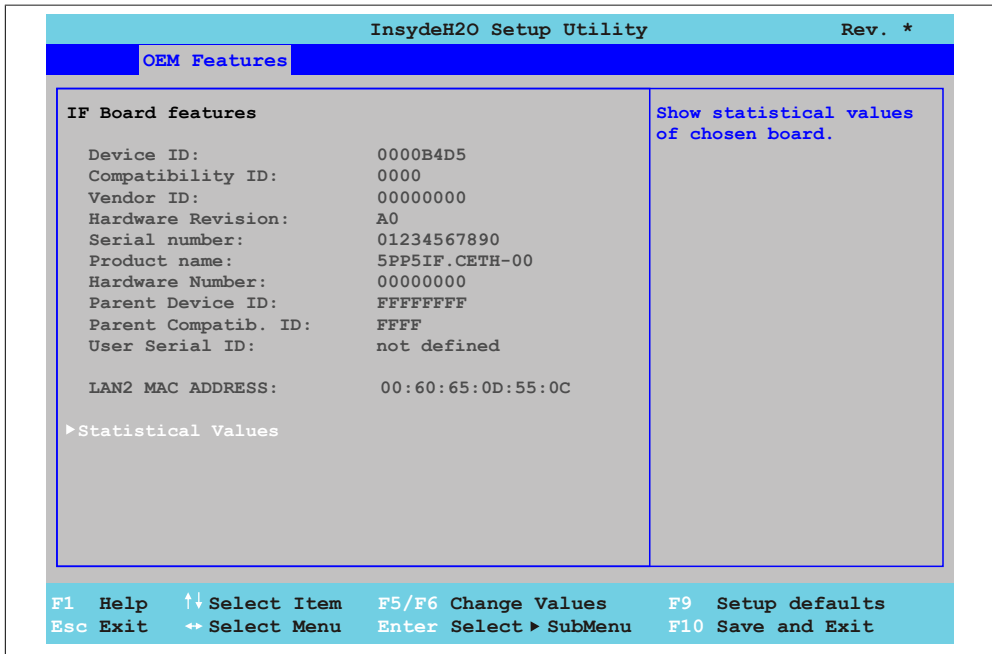 InsydeH2O Setup Utility Rev. *
OEM Features
IF Board features
Show statistical values
of chosen board.
Device ID: 0000B4D5
Compatibility ID: 0000
Vendor ID: 00000000
Hardware Revision: A0
Serial number: 01234567890
Product name: 5PP5IF.CETH-00
Hardware Number: 00000000
Parent Device ID: FFFFFFFF
Parent Compatib. ID: FFFF
User Serial ID: not defined
LAN2 MAC ADDRESS: 00:60:65:0D:55:0C
▶Statistical Values
F1 Help ↑↓ Select Item F5/F6 Change Values F9 Setup defaults
Esc Exit ↔ Select Menu Enter Select ▶ SubMenu F10 Save and Exit